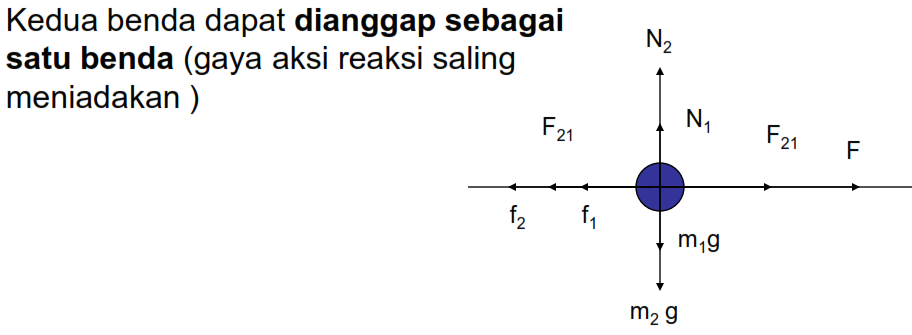 Kedua benda dapat dianggap sebagai
satu benda (gaya aksi reaksi saling
meniadakan )
N₂
N₁
F₂₁
F₂₁
F
f₂
f₁
m₁g
m₂ g